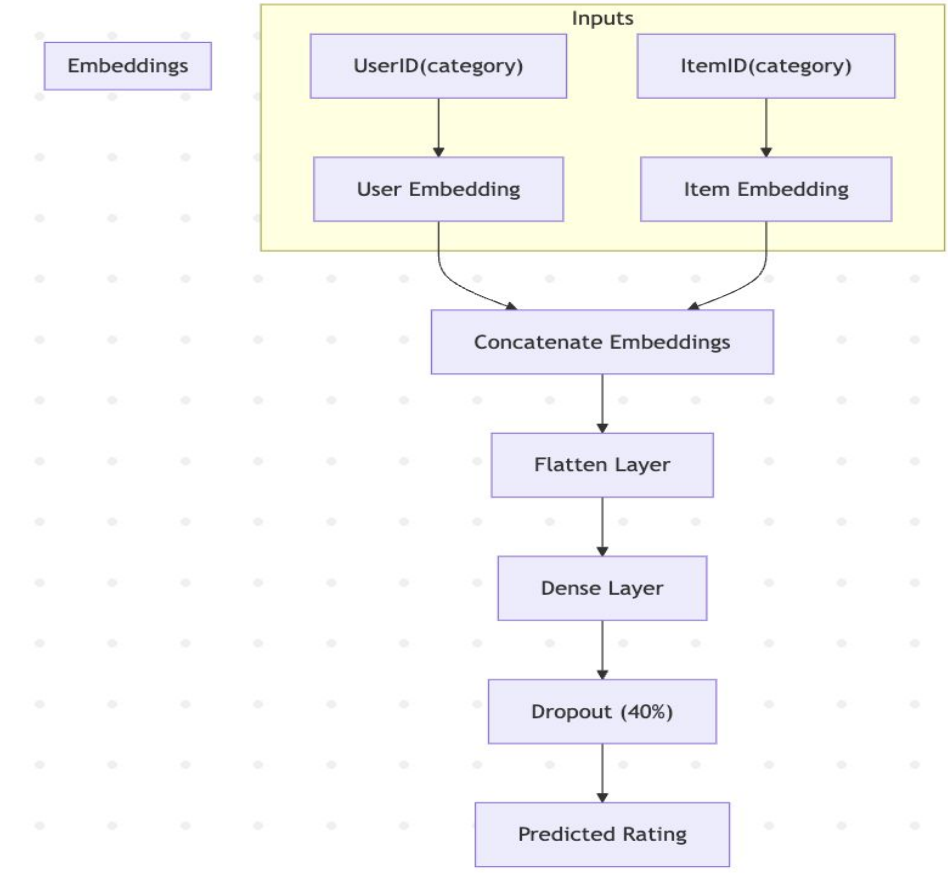 Inputs
Embeddings
UserID(category)
ItemID(category)
User Embedding
Item Embedding
Concatenate Embeddings
Flatten Layer
Dense Layer
Dropout (40%)
Predicted Rating